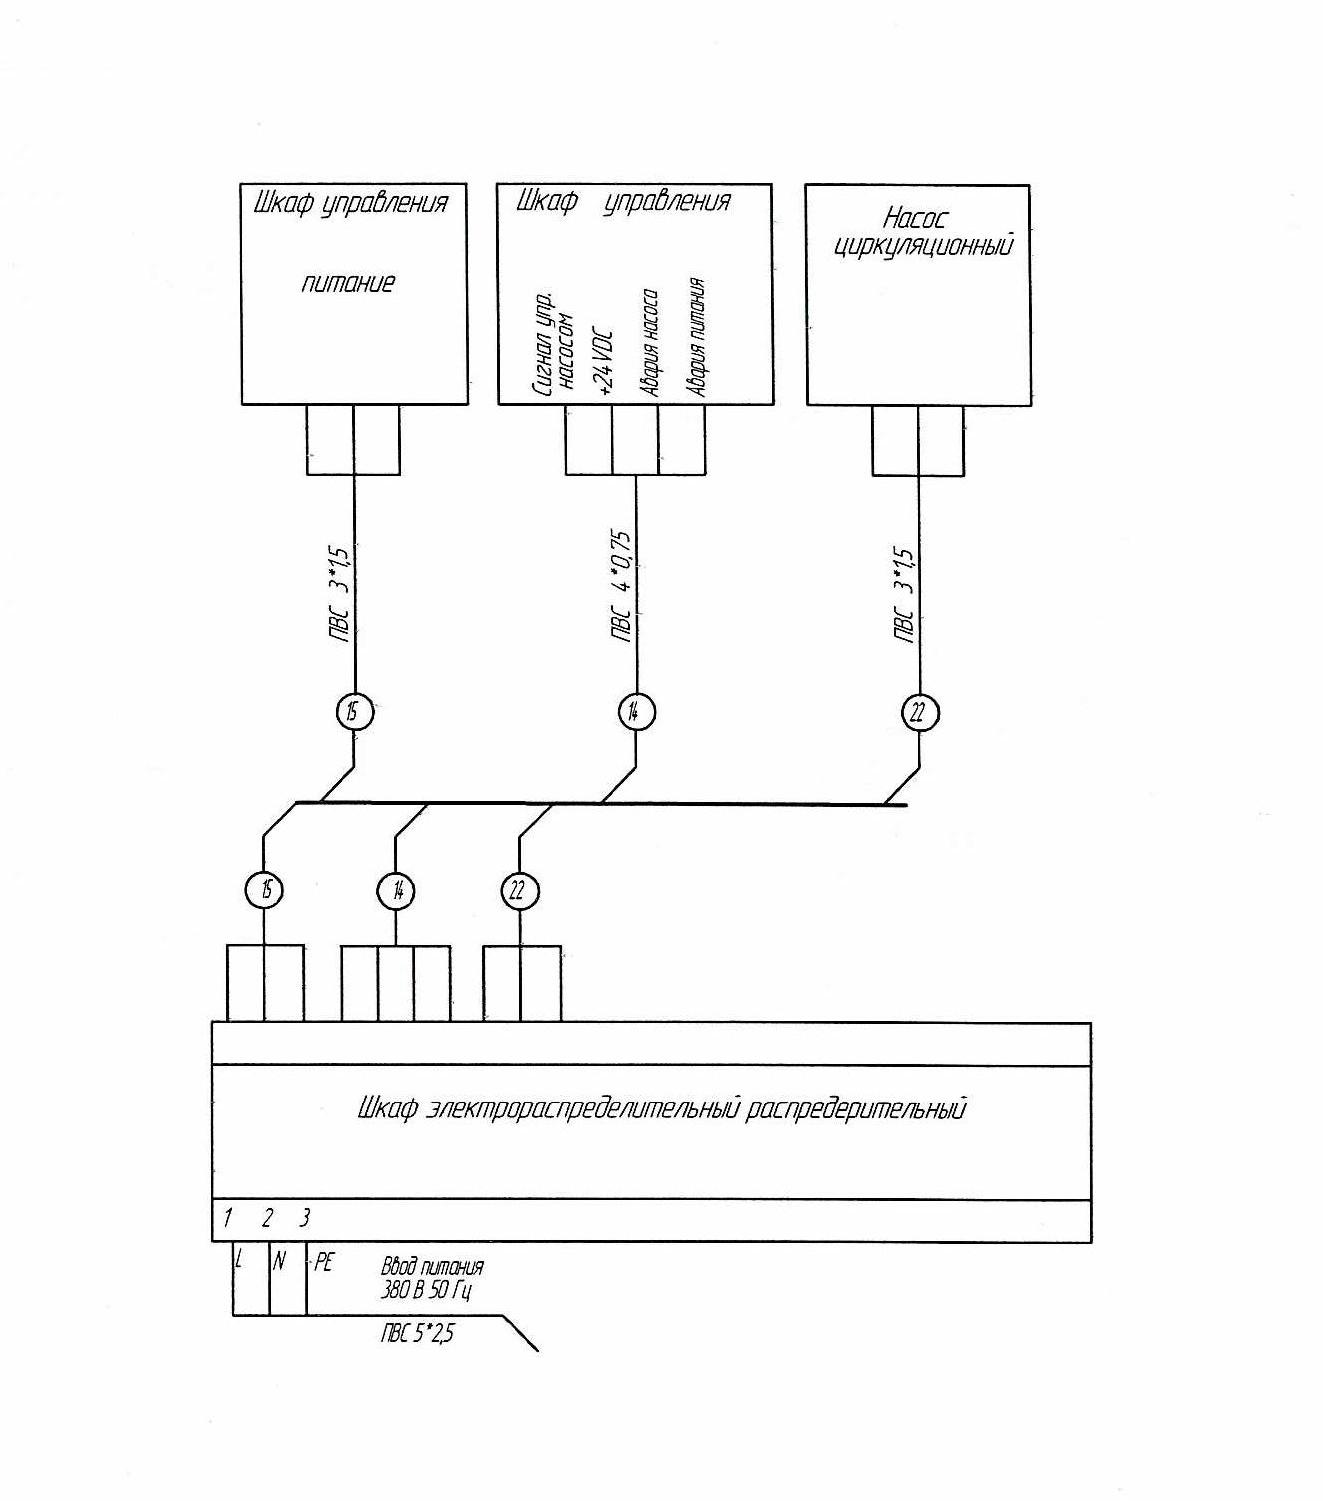 Шкаф управления
питание
Шкаф управления
Сигнал упр.
насосом
+24VDC
Авария насоса
Авария питания
Насос
циркуляционный
ПВС 3*1,5
ПВС 4*0,75
ПВС 3*1,5
15
14
22
15
14
22
Шкаф электрораспределительный распредерительный
1 2 3
L N PE
Ввод питания
380 В 50 Гц
ПВС 5*2,5